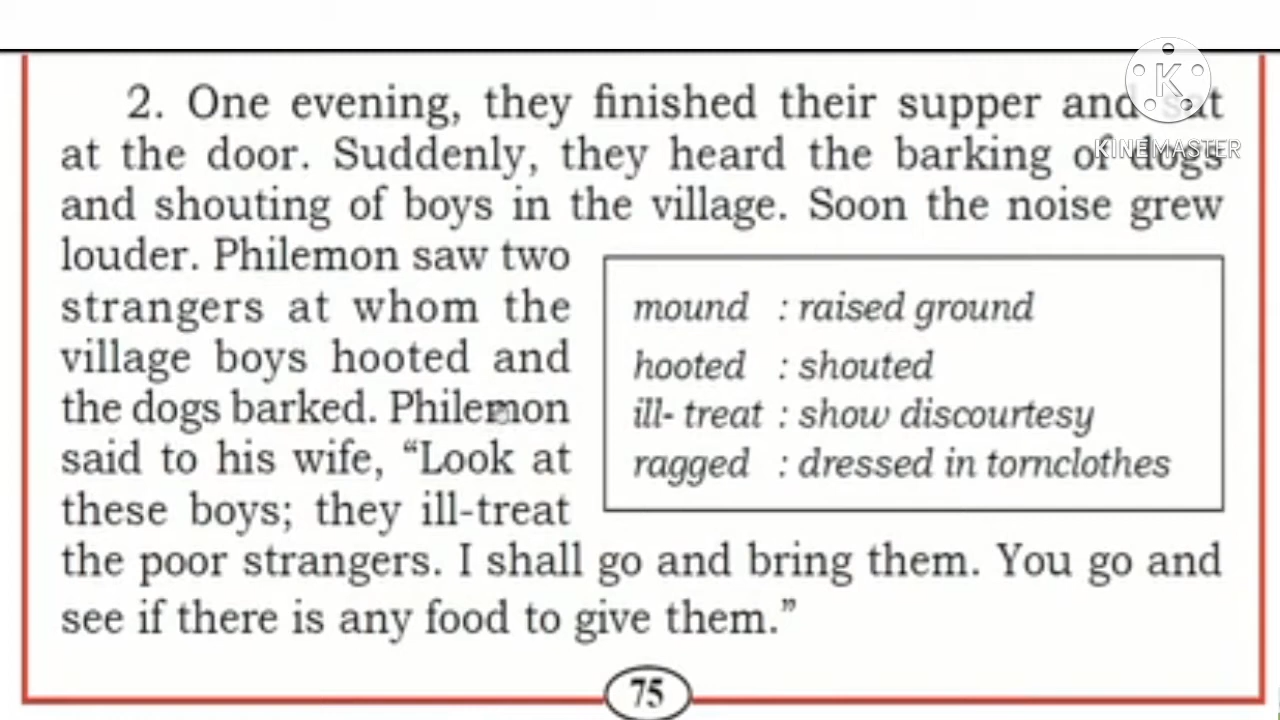 2. One evening, they finished their supper and sat
at the door. Suddenly, they heard the barking of dogs
and shouting of boys in the village. Soon the noise grew
louder. Philemon saw two
strangers at whom the
village boys hooted and
the dogs barked. Philemon
said to his wife, “Look at
these boys; they ill-treat
mound : raised ground
hooted : shouted
ill- treat : show discourtesy
ragged : dressed in tornclothes
the poor strangers. I shall go and bring them. You go and
see if there is any food to give them.”
75
K
KINEMASTER